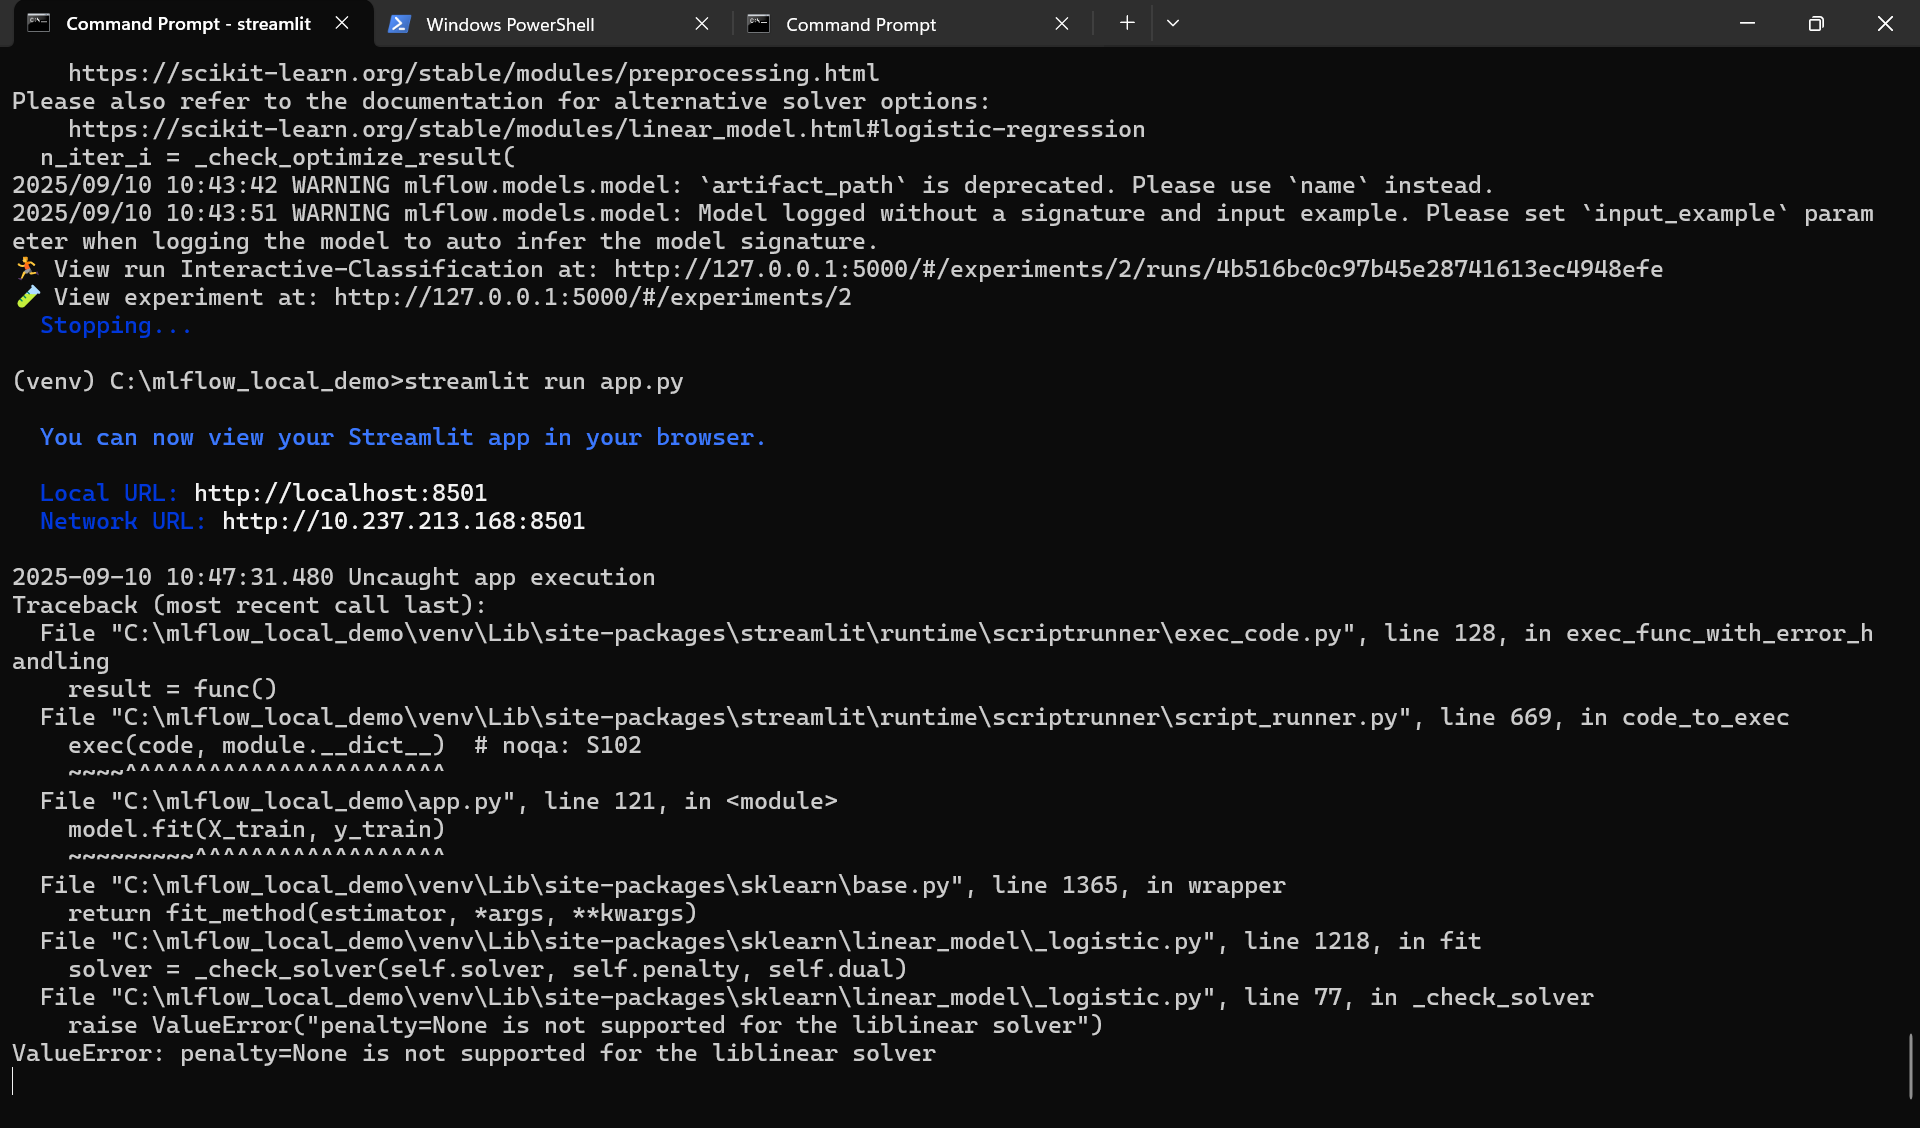 Command Prompt - streamlit
Windows PowerShell
Command Prompt
    https://scikit-learn.org/stable/modules/preprocessing.html
Please also refer to the documentation for alternative solver options:
    https://scikit-learn.org/stable/modules/linear_model.html#logistic-regression
  n_iter_i = _check_optimize_result(
2025/09/10 10:43:42 WARNING mlflow.models.model: `artifact_path` is deprecated. Please use `name` instead.
2025/09/10 10:43:51 WARNING mlflow.models.model: Model logged without a signature and input example. Please set `input_example` param
eter when logging the model to auto infer the model signature.
🏃 View run Interactive-Classification at: http://127.0.0.1:5000/#/experiments/2/runs/4b516bc0c97b45e28741613ec4948efe
🧪 View experiment at: http://127.0.0.1:5000/#/experiments/2
  Stopping...
(venv) C:\mlflow_local_demo>streamlit run app.py
  You can now view your Streamlit app in your browser.
  Local URL: http://localhost:8501
  Network URL: http://10.237.213.168:8501
2025-09-10 10:47:31.480 Uncaught app execution
Traceback (most recent call last):
  File "C:\mlflow_local_demo\venv\Lib\site-packages\streamlit\runtime\scriptrunner\exec_code.py", line 128, in exec_func_with_error_h
andling
    result = func()
  File "C:\mlflow_local_demo\venv\Lib\site-packages\streamlit\runtime\scriptrunner\script_runner.py", line 669, in code_to_exec
    exec(code, module.__dict__)  # noqa: S102
    ~~~~^^^^^^^^^^^^^^^^^^^^^^^
  File "C:\mlflow_local_demo\app.py", line 121, in <module>
    model.fit(X_train, y_train)
    ~~~~~~~~~^^^^^^^^^^^^^^^^^^
  File "C:\mlflow_local_demo\venv\Lib\site-packages\sklearn\base.py", line 1365, in wrapper
    return fit_method(estimator, *args, **kwargs)
  File "C:\mlflow_local_demo\venv\Lib\site-packages\sklearn\linear_model\_logistic.py", line 1218, in fit
    solver = _check_solver(self.solver, self.penalty, self.dual)
  File "C:\mlflow_local_demo\venv\Lib\site-packages\sklearn\linear_model\_logistic.py", line 77, in _check_solver
    raise ValueError("penalty=None is not supported for the liblinear solver")
ValueError: penalty=None is not supported for the liblinear solver